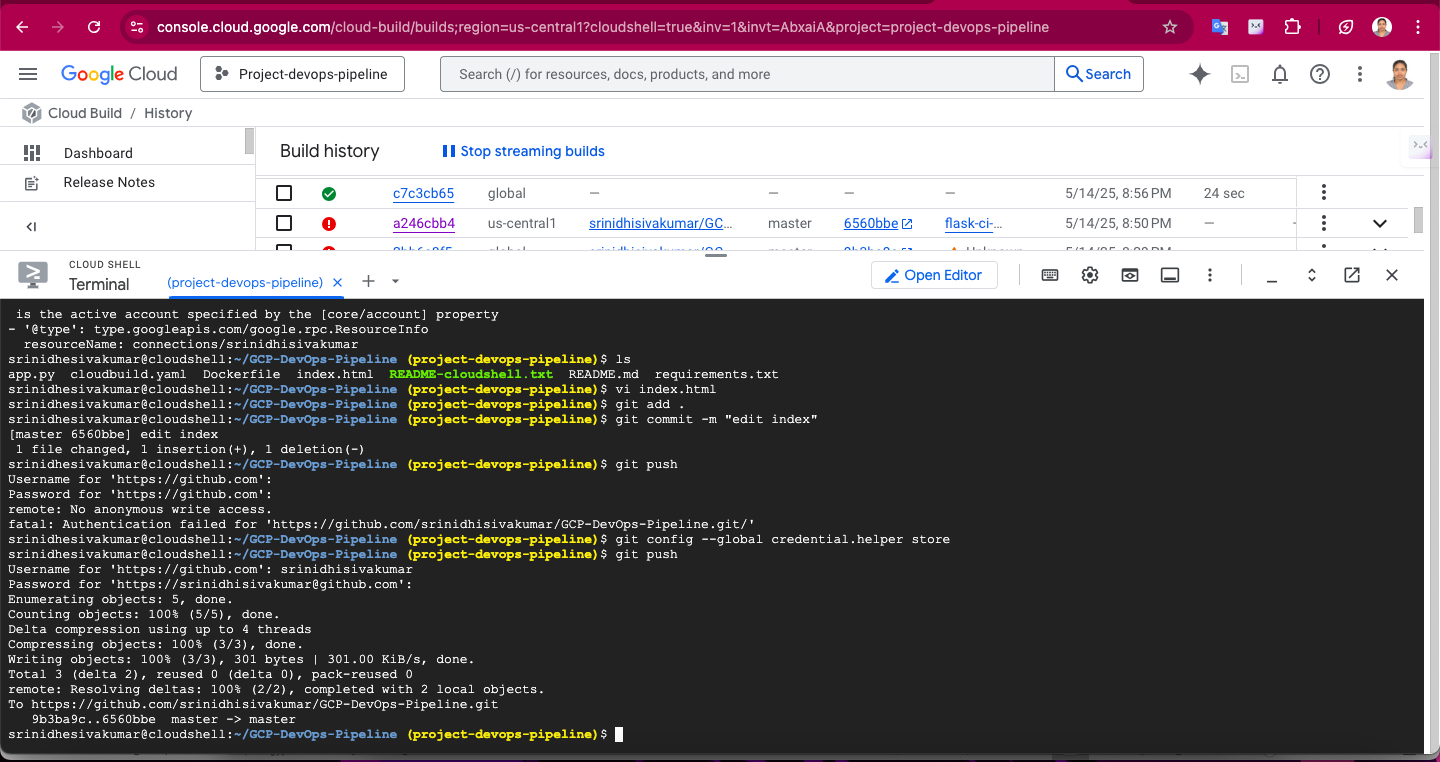 console.cloud.google.com/cloud-build/builds;region=us-central1?cloudshell=true&inv=1&invt=AbxaiA&project=project-devops-pipeline
Google Cloud
Project-devops-pipeline
Search (/) for resources, docs, products, and more
Search
Cloud Build / History
Dashboard
Release Notes
Build history
Stop streaming builds
c7c3cb65 global — — — — 5/14/25, 8:56 PM 24 sec
a246cbb4 us-central1 srinidhisivakumar/GC... master 6560bbe flask-ci-... 5/14/25, 8:50 PM —
CLOUD SHELL
Terminal
(project-devops-pipeline)
Open Editor
is the active account specified by the [core/account] property
- '@type': type.googleapis.com/google.rpc.ResourceInfo
resourceName: connections/srinidhisivakumar
srinidhesivakumar@cloudshell:~/GCP-DevOps-Pipeline (project-devops-pipeline)$ ls
app.py cloudbuild.yaml Dockerfile index.html README-cloudshell.txt README.md requirements.txt
srinidhesivakumar@cloudshell:~/GCP-DevOps-Pipeline (project-devops-pipeline)$ vi index.html
srinidhesivakumar@cloudshell:~/GCP-DevOps-Pipeline (project-devops-pipeline)$ git add .
srinidhesivakumar@cloudshell:~/GCP-DevOps-Pipeline (project-devops-pipeline)$ git commit -m "edit index"
[master 6560bbe] edit index
1 file changed, 1 insertion(+), 1 deletion(-)
srinidhesivakumar@cloudshell:~/GCP-DevOps-Pipeline (project-devops-pipeline)$ git push
Username for 'https://github.com':
Password for 'https://github.com':
remote: No anonymous write access.
fatal: Authentication failed for 'https://github.com/srinidhisivakumar/GCP-DevOps-Pipeline.git/'
srinidhesivakumar@cloudshell:~/GCP-DevOps-Pipeline (project-devops-pipeline)$ git config --global credential.helper store
srinidhesivakumar@cloudshell:~/GCP-DevOps-Pipeline (project-devops-pipeline)$ git push
Username for 'https://github.com': srinidhisivakumar
Password for 'https://srinidhisivakumar@github.com':
Enumerating objects: 5, done.
Counting objects: 100% (5/5), done.
Delta compression using up to 4 threads
Compressing objects: 100% (3/3), done.
Writing objects: 100% (3/3), 301 bytes | 301.00 KiB/s, done.
Total 3 (delta 2), reused 0 (delta 0), pack-reused 0
remote: Resolving deltas: 100% (2/2), completed with 2 local objects.
To https://github.com/srinidhisivakumar/GCP-DevOps-Pipeline.git
9b3ba9c..6560bbe master -> master
srinidhesivakumar@cloudshell:~/GCP-DevOps-Pipeline (project-devops-pipeline)$